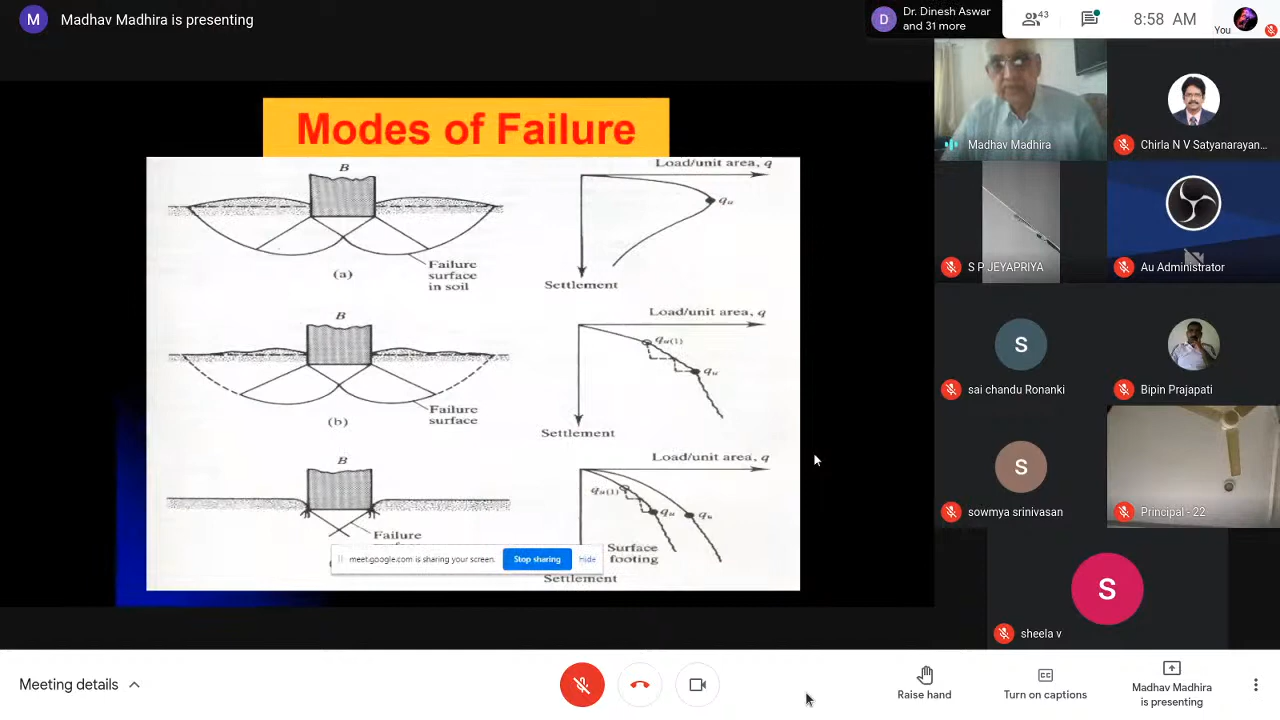 M
Madhav Madhira is presenting
D
Dr. Dinesh Aswar
and 31 more
43
8:58 AM
You
Modes of Failure
B
Failure
surface
in soil
(a)
Load/unit area, q
qu
Settlement
B
Failure
surface
(b)
Load/unit area, q
qu(1)
qu
Settlement
B
Failure
Load/unit area, q
qu(1)
qu
qu
Surface
footing
Settlement
meet.google.com is sharing your screen.
Stop sharing
hide
Madhav Madhira
Chirla N V Satyanarayan...
S P JEYAPRIYA
Au Administrator
S
sai chandu Ronanki
Bipin Prajapati
S
sowmya srinivasan
Principal - 22
S
sheela v
Meeting details
Raise hand
Turn on captions
Madhav Madhira
is presenting